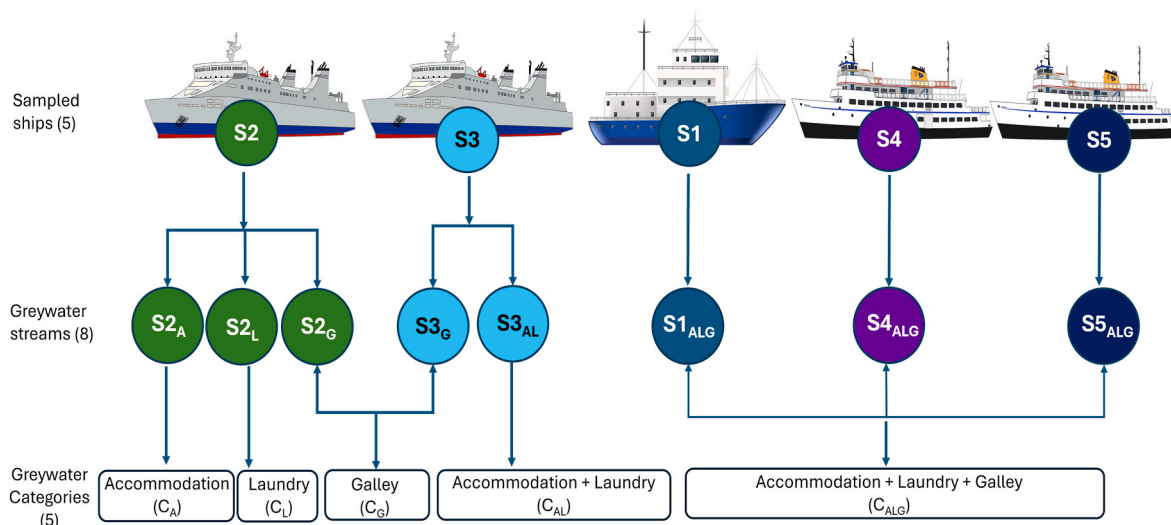 Sampled
ships (5)
S2
S3
S1
S4
S5
Greywater
streams (8)
S2A
S2L
S2G
S3G
S3AL
S1ALG
S4ALG
S5ALG
Greywater
Categories
(5)
Accommodation
(CA)
Laundry
(CL)
Galley
(CG)
Accommodation + Laundry
(CAL)
Accommodation + Laundry + Galley
(CALG)